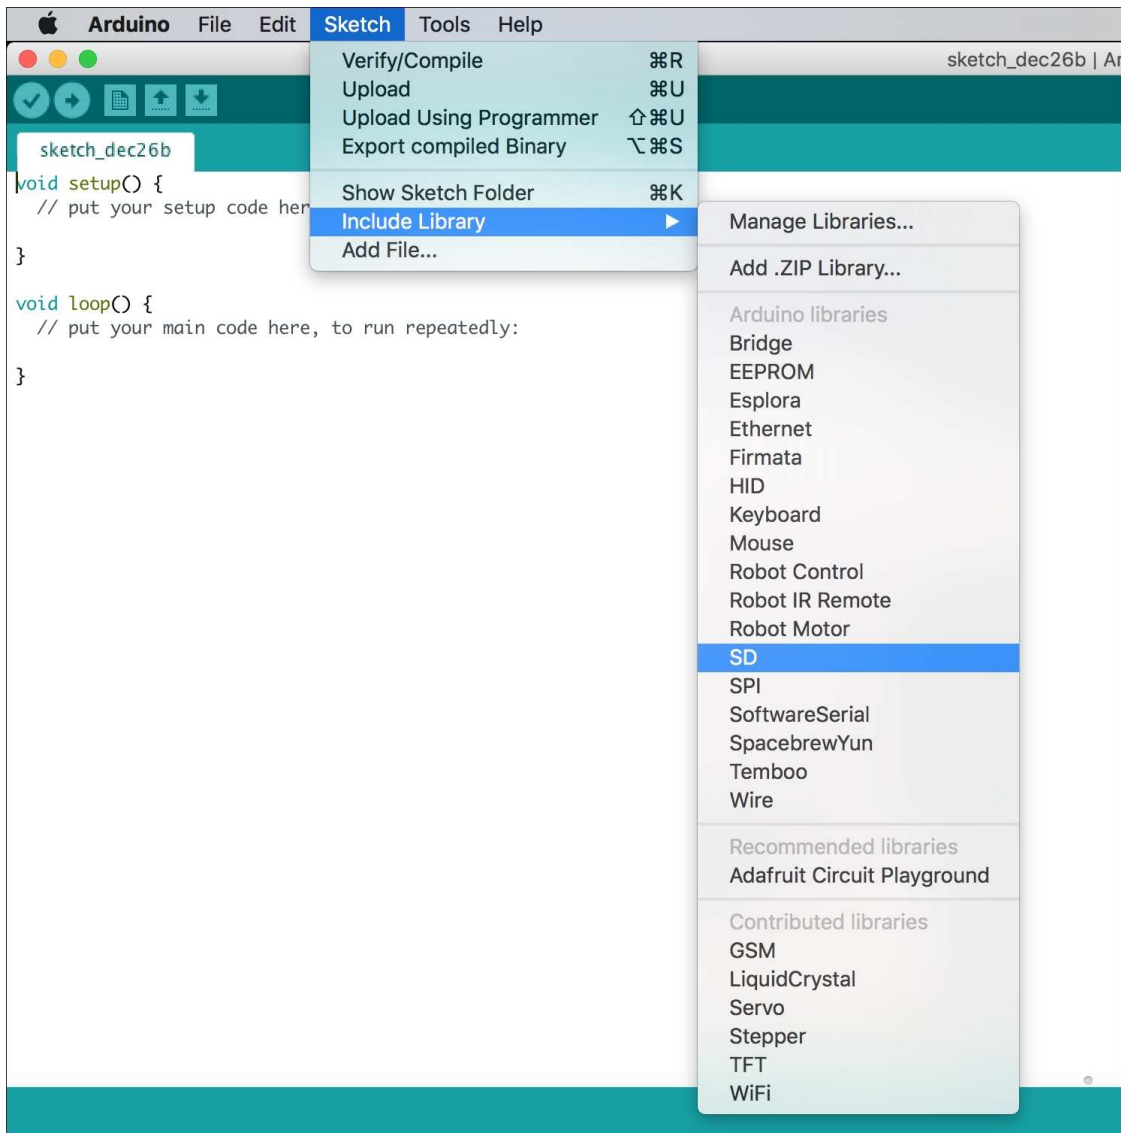 Arduino File Edit Sketch Tools Help
sketch_dec26b | Ar
sketch_dec26b
void setup() {
// put your setup code her
}
void loop() {
// put your main code here, to run repeatedly:
}
Verify/Compile ⌘R
Upload ⌘U
Upload Using Programmer ⇧⌘U
Export compiled Binary ⌥⌘S
Show Sketch Folder ⌘K
Include Library ▶
Add File...
Manage Libraries...
Add .ZIP Library...
Arduino libraries
Bridge
EEPROM
Esplora
Ethernet
Firmata
HID
Keyboard
Mouse
Robot Control
Robot IR Remote
Robot Motor
SD
SPI
SoftwareSerial
SpacebrewYun
Temboo
Wire
Recommended libraries
Adafruit Circuit Playground
Contributed libraries
GSM
LiquidCrystal
Servo
Stepper
TFT
WiFi